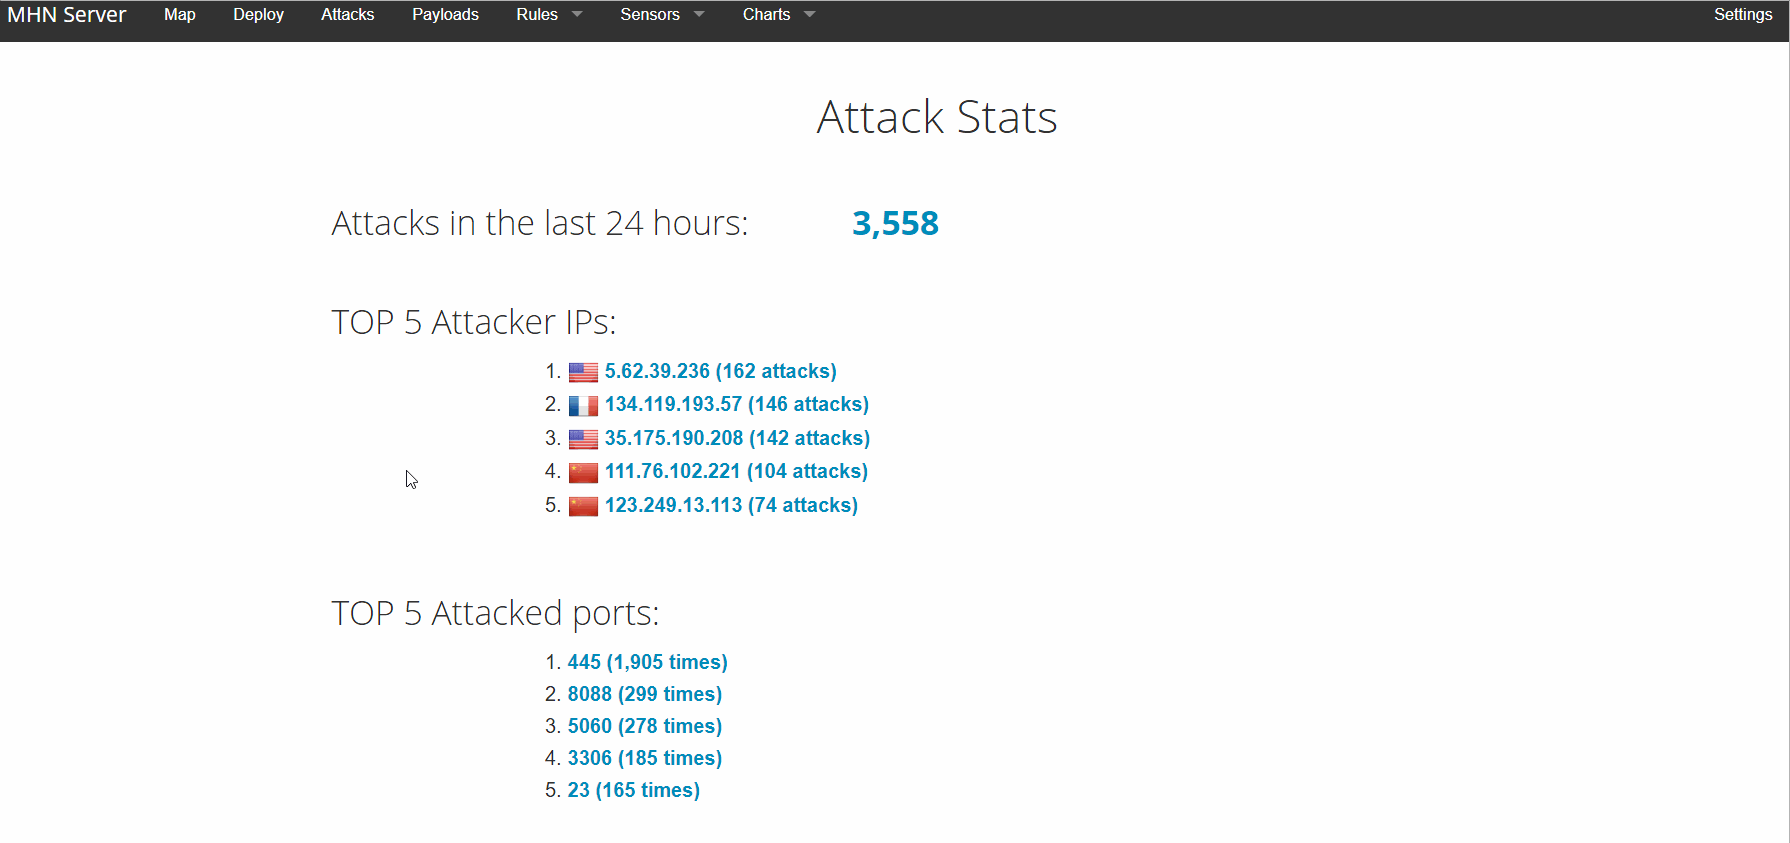 MHN Server Map Deploy Attacks Payloads Rules Sensors Charts Settings
Attack Stats
Attacks in the last 24 hours: 3,558
TOP 5 Attacker IPs:
1. 5.62.39.236 (162 attacks)
2. 134.119.193.57 (146 attacks)
3. 35.175.190.208 (142 attacks)
4. 111.76.102.221 (104 attacks)
5. 123.249.13.113 (74 attacks)
TOP 5 Attacked ports:
1. 445 (1,905 times)
2. 8088 (299 times)
3. 5060 (278 times)
4. 3306 (185 times)
5. 23 (165 times)